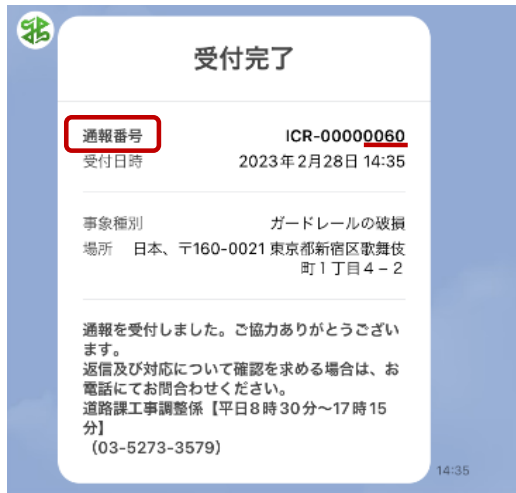 受付完了
通報番号 ICR-00000060
受付日時 2023年2月28日 14:35
事象種別 ガードレールの破損
場所 日本、〒160-0021 東京都新宿区歌舞伎
町1丁目4−2
通報を受付しました。ご協力ありがとうござい
ます。
返信及び対応について確認を求める場合は、お
電話にてお問合わせください。
道路課工事調整係【平日8時30分~17時15
分】
(03-5273-3579)
14:35